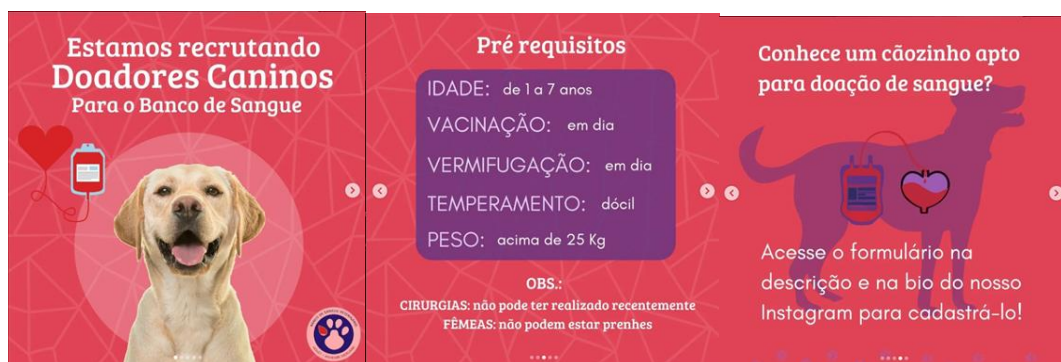 Estamos recrutando
Doadores Caninos
Para o Banco de Sangue
Pré requisitos
IDADE: de 1 a 7 anos
VACINAÇÃO: em dia
VERMIFUGAÇÃO: em dia
TEMPERAMENTO: dócil
PESO: acima de 25 Kg
OBS.:
CIRURGIAS: não pode ter realizado recentemente
FÊMEAS: não podem estar prenhes
Conhece um cãozinho apto
para doação de sangue?
Acesse o formulário na
descrição e na bio do nosso
Instagram para cadastrá-lo!